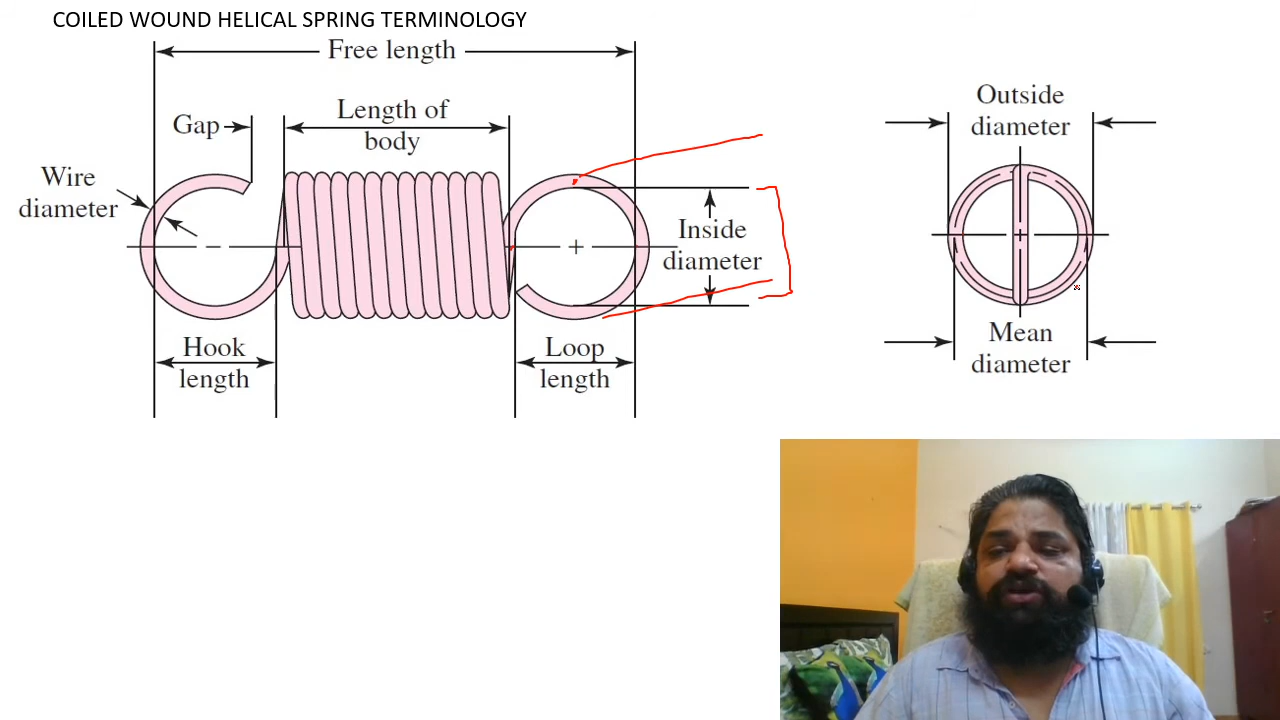 COILED WOUND HELICAL SPRING TERMINOLOGY
Free length
Gap
Length of
body
Wire
diameter
Inside
diameter
Hook
length
Loop
length
Outside
diameter
Mean
diameter